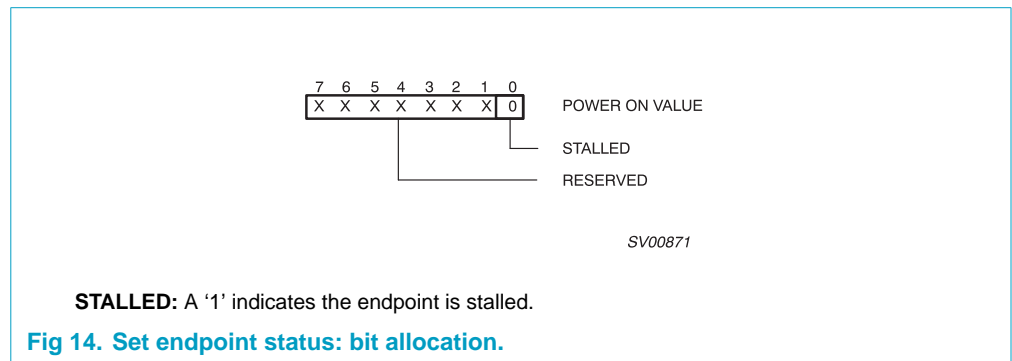 7 6 5 4 3 2 1 0
X X X X X X X 0 POWER ON VALUE
STALLED
RESERVED
SV00871
STALLED: A ‘1’ indicates the endpoint is stalled.
Fig 14. Set endpoint status: bit allocation.